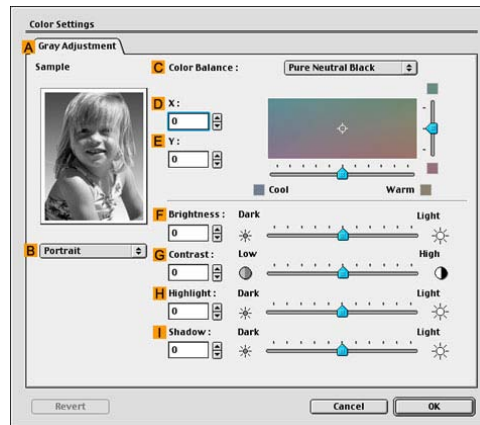 Color Settings
A Gray Adjustment
Sample
C Color Balance : Pure Neutral Black
D X :
0
E Y :
0
Cool Warm
F Brightness : Dark Light
0
B Portrait
G Contrast : Low High
0
H Highlight : Dark Light
0
I Shadow : Dark Light
0
Revert Cancel OK